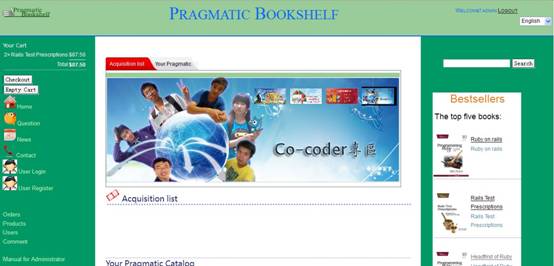 Pragmatic
Bookshelf
PRAGMATIC BOOKSHELF
WELCOME! ADMIN LOGOUT
English
Your Cart
2× Rails Test Prescriptions $87.50
Total $87.50
Checkout
Empty Cart
Home
Question
News
Contact
User Login
User Register
Orders
Products
Users
Comment
Manual for Administrator
Acquisition list
Your Pragmatic
Co-coder專區
Acquisition list
Your Pragmatic Catalog
Search
Bestsellers
The top five books:
Ruby on rails
Ruby on rails
Rails Test
Prescriptions
Rails Test
Prescriptions
Headfirst of Ruby